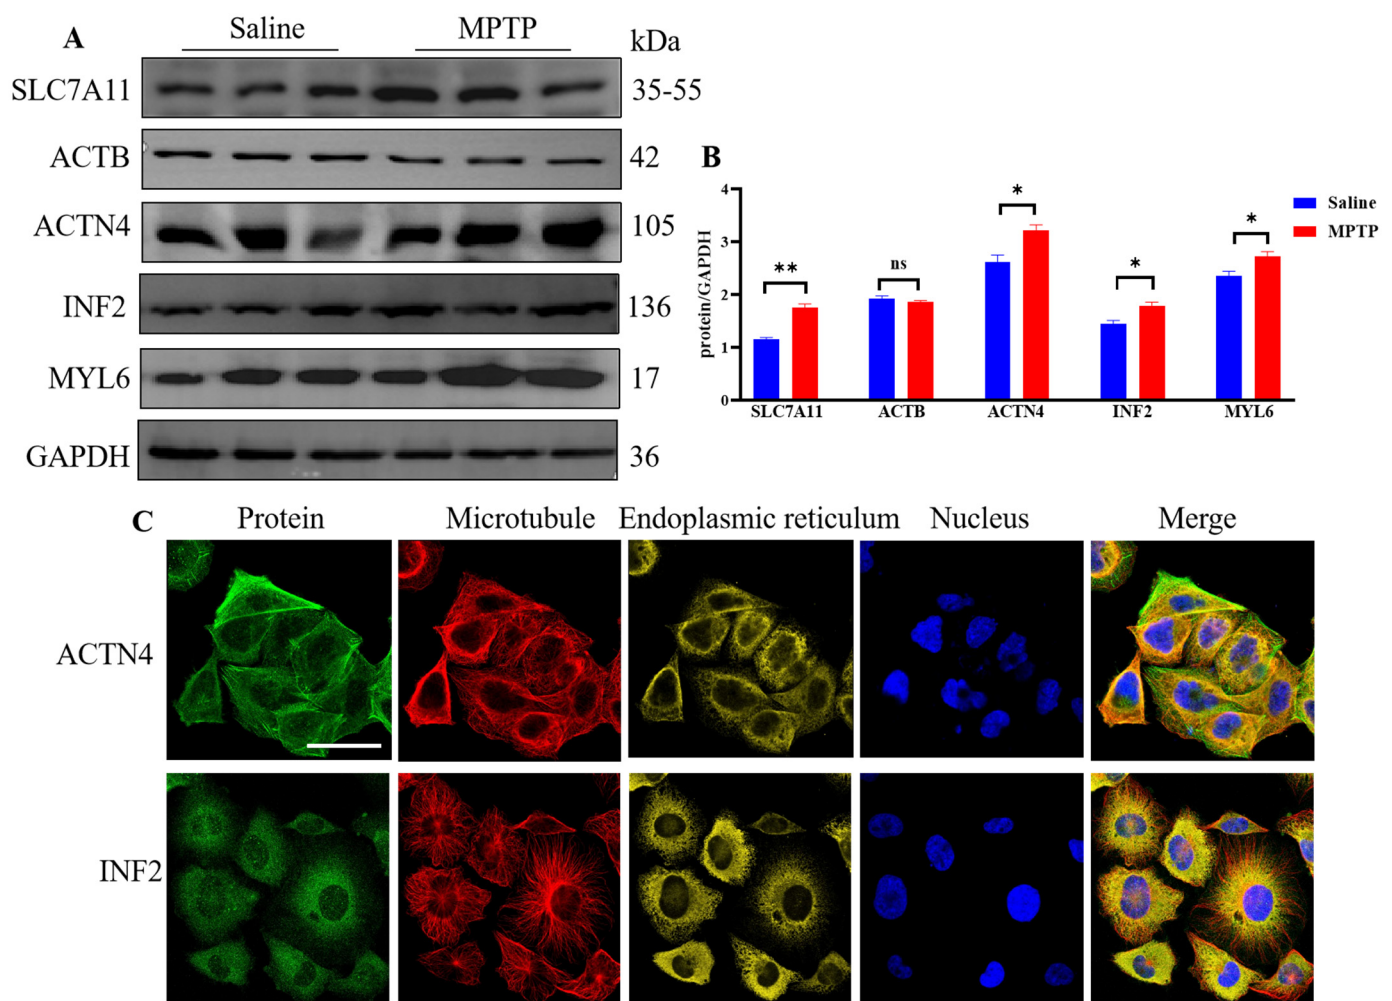 A
Saline MPTP kDa
SLC7A11 35-55
ACTB 42
ACTN4 105
INF2 136
MYL6 17
GAPDH 36
B
4
3
2
1
0
protein/GAPDH
** ns * * *
SLC7A11 ACTB ACTN4 INF2 MYL6
Saline
MPTP
C Protein Microtubule Endoplasmic reticulum Nucleus Merge
ACTN4
INF2